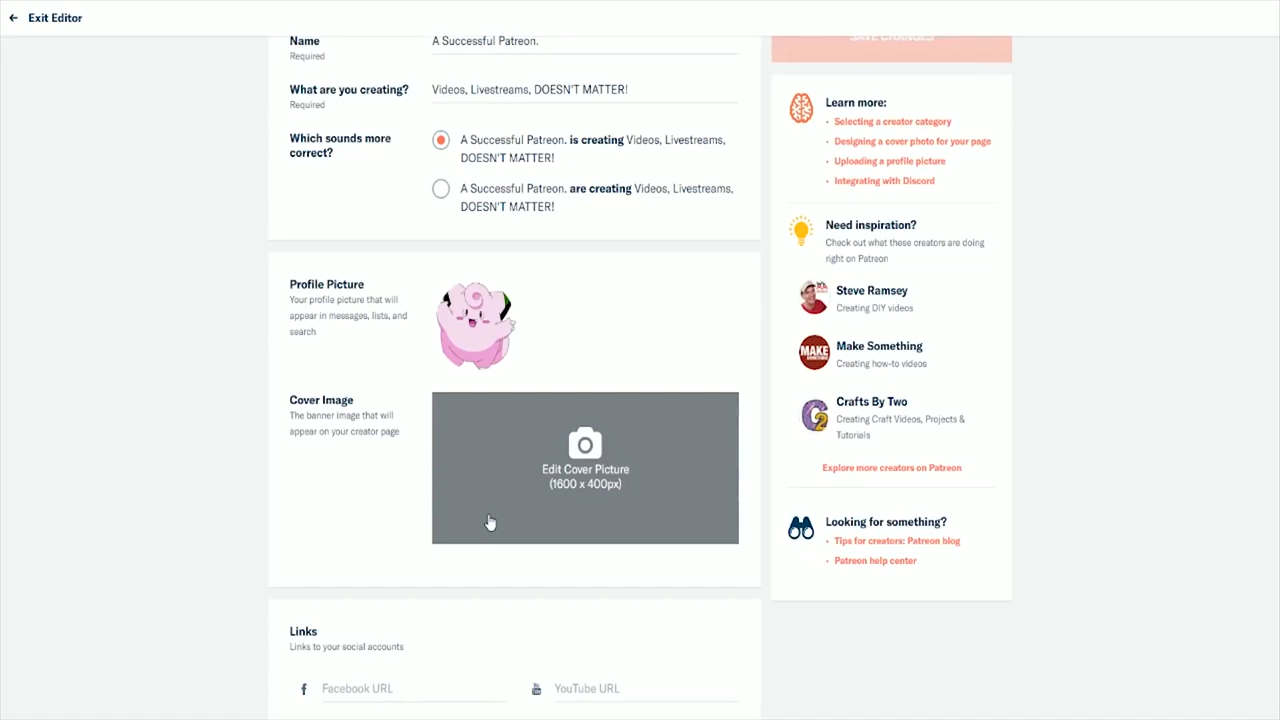 Exit Editor
Name
Required
A Successful Patreon.
What are you creating?
Required
Videos, Livestreams, DOESN'T MATTER!
Which sounds more
correct?
A Successful Patreon. is creating Videos, Livestreams,
DOESN'T MATTER!
A Successful Patreon. are creating Videos, Livestreams,
DOESN'T MATTER!
Profile Picture
Your profile picture that will
appear in messages, lists, and
search
Cover Image
The banner image that will
appear on your creator page
Edit Cover Picture
(1600 x 400px)
Links
Links to your social accounts
Facebook URL
YouTube URL
SAVE CHANGES
Learn more:
• Selecting a creator category
• Designing a cover photo for your page
• Uploading a profile picture
• Integrating with Discord
Need inspiration?
Check out what these creators are doing
right on Patreon
Steve Ramsey
Creating DIY videos
MAKE
Make Something
Creating how-to videos
Crafts By Two
Creating Craft Videos, Projects &
Tutorials
Explore more creators on Patreon
Looking for something?
• Tips for creators: Patreon blog
• Patreon help center